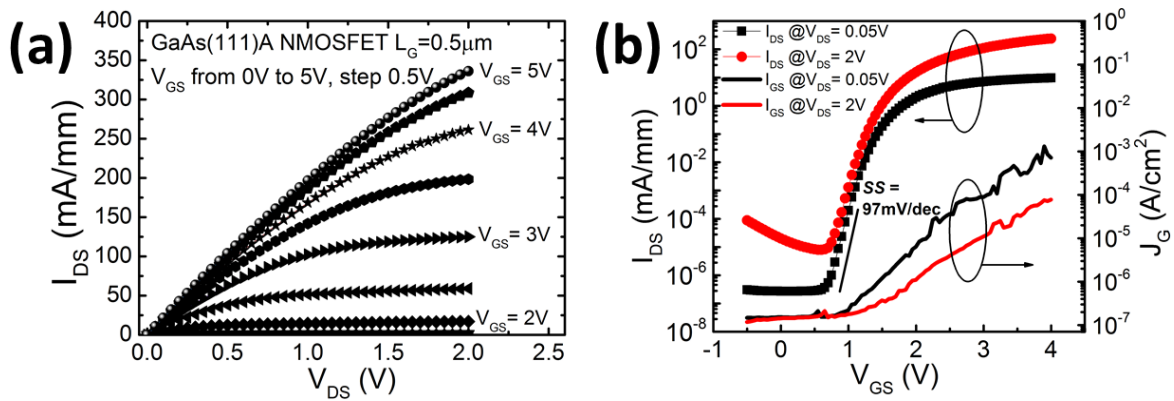 (a)
GaAs(111)A NMOSFET L_G=0.5μm
V_GS from 0V to 5V, step 0.5V
V_GS= 5V
V_GS= 4V
V_GS= 3V
V_GS= 2V
400
350
300
250
200
150
100
50
0
I_DS (mA/mm)
0.0 0.5 1.0 1.5 2.0 2.5
V_DS (V)
(b)
I_DS @V_DS= 0.05V
I_DS @V_DS= 2V
I_GS @V_DS= 0.05V
I_GS @V_DS= 2V
SS =
97mV/dec
10^2
10^0
10^-2
10^-4
10^-6
10^-8
I_DS (mA/mm)
10^0
10^-1
10^-2
10^-3
10^-4
10^-5
10^-6
10^-7
J_G (A/cm^2)
-1 0 1 2 3 4
V_GS (V)